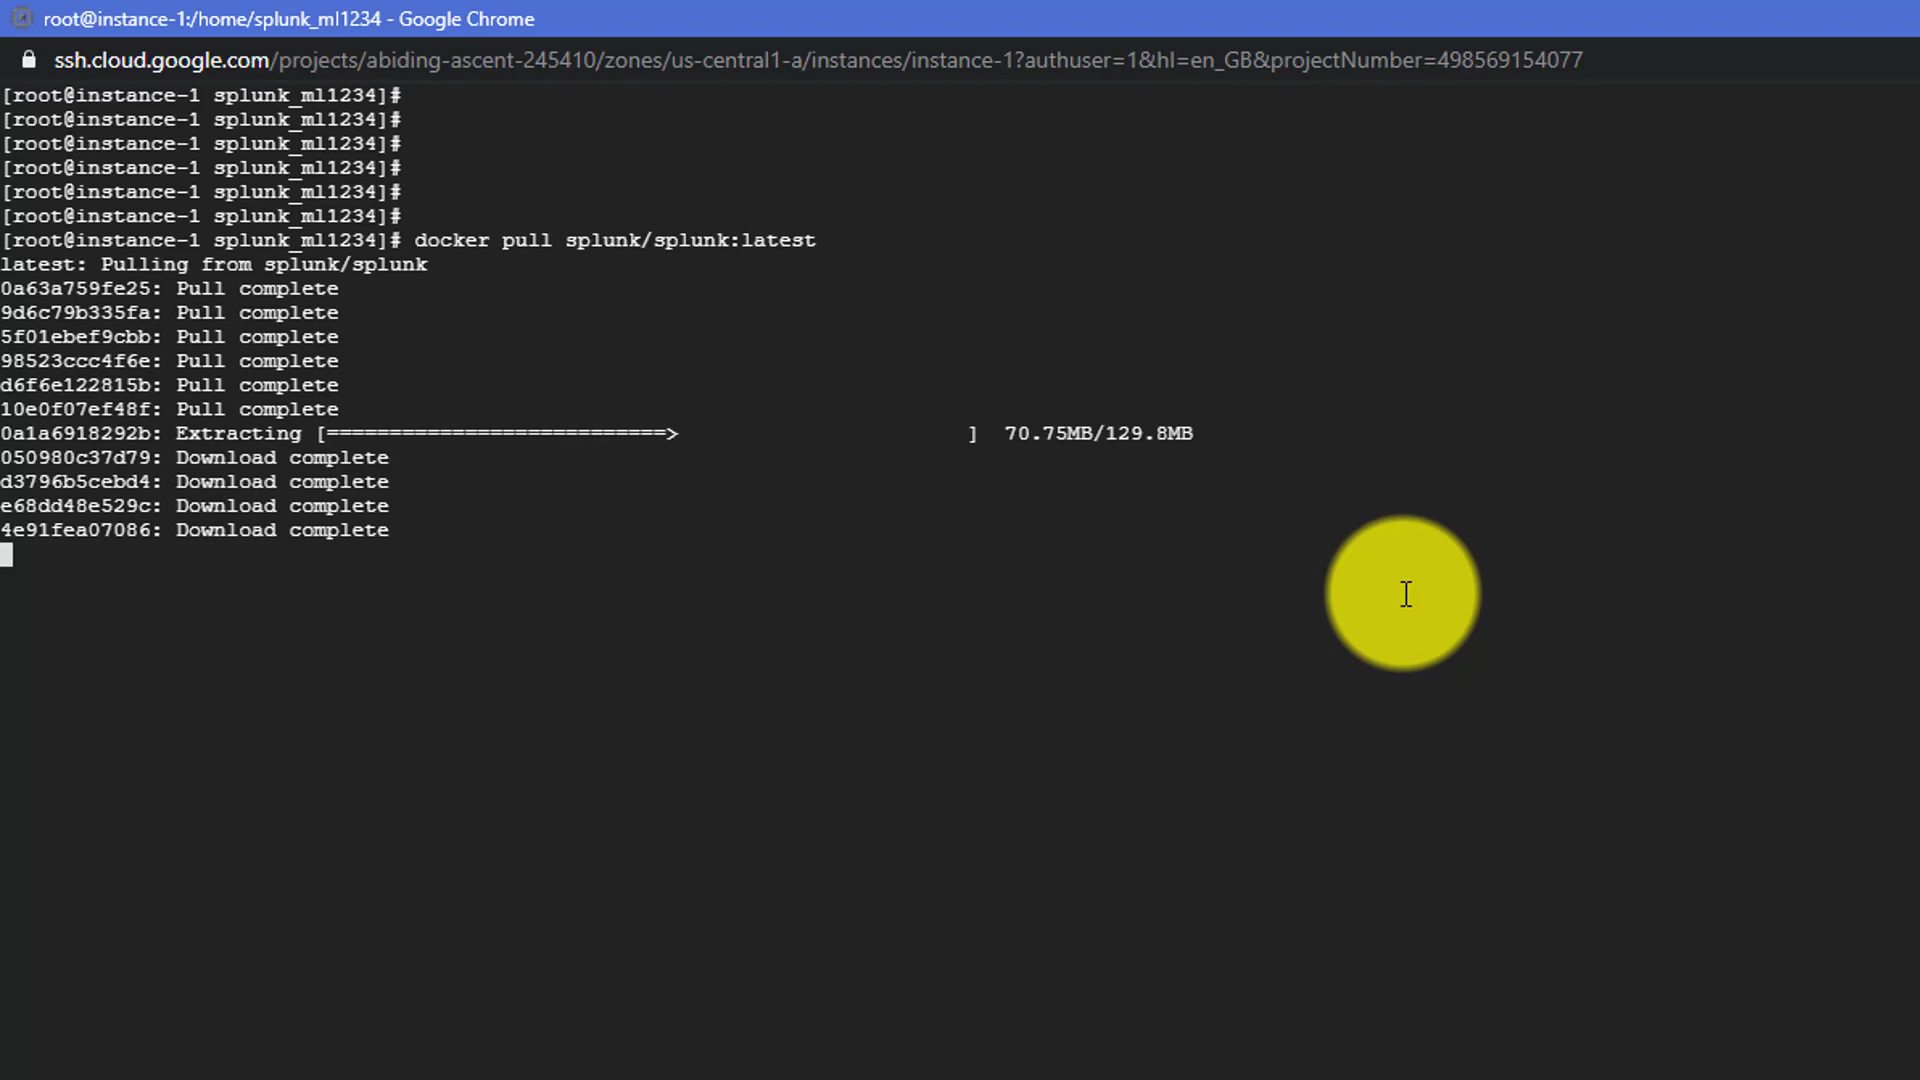 root@instance-1:/home/splunk_ml1234 - Google Chrome
ssh.cloud.google.com/projects/abiding-ascent-245410/zones/us-central1-a/instances/instance-1?authuser=1&hl=en_GB&projectNumber=498569154077
[root@instance-1 splunk_ml1234]#
[root@instance-1 splunk_ml1234]#
[root@instance-1 splunk_ml1234]#
[root@instance-1 splunk_ml1234]#
[root@instance-1 splunk_ml1234]#
[root@instance-1 splunk_ml1234]#
[root@instance-1 splunk_ml1234]# docker pull splunk/splunk:latest
latest: Pulling from splunk/splunk
0a63a759fe25: Pull complete
9d6c79b335fa: Pull complete
5f01ebef9cbb: Pull complete
98523ccc4f6e: Pull complete
d6f6e122815b: Pull complete
10e0f07ef48f: Pull complete
0a1a6918292b: Extracting [===========================>                       ]  70.75MB/129.8MB
050980c37d79: Download complete
d3796b5cebd4: Download complete
e68dd48e529c: Download complete
4e91fea07086: Download complete